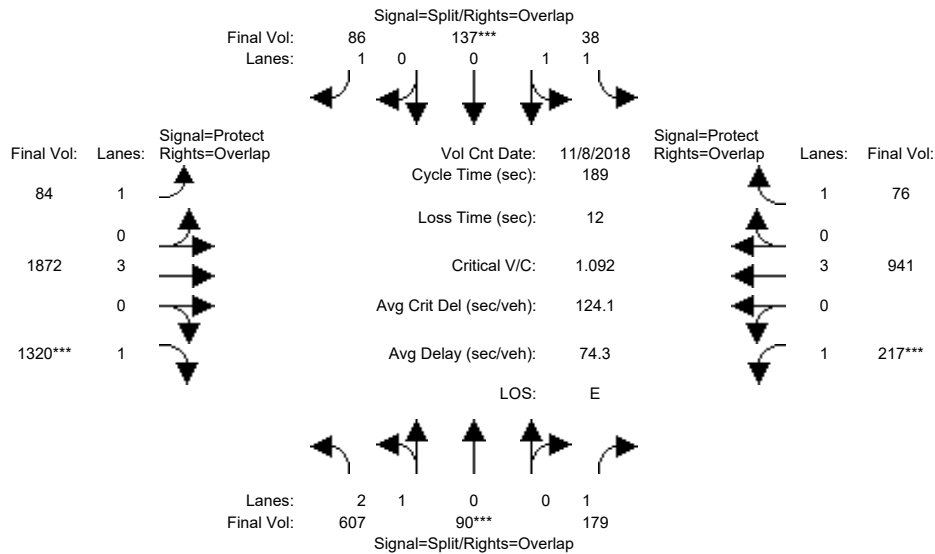 Signal=Split/Rights=Overlap
Final Vol: 86 137*** 38
Lanes: 1 0 0 1 1
Signal=Protect Signal=Protect
Final Vol: Lanes: Rights=Overlap Vol Cnt Date: 11/8/2018 Rights=Overlap Lanes: Final Vol:
Cycle Time (sec): 189
84 1 1 76
Loss Time (sec): 12
0 0
1872 3 Critical V/C: 1.092 3 941
0 Avg Crit Del (sec/veh): 124.1 0
1320*** 1 Avg Delay (sec/veh): 74.3 1 217***
LOS: E
Lanes: 2 1 0 0 1
Final Vol: 607 90*** 179
Signal=Split/Rights=Overlap